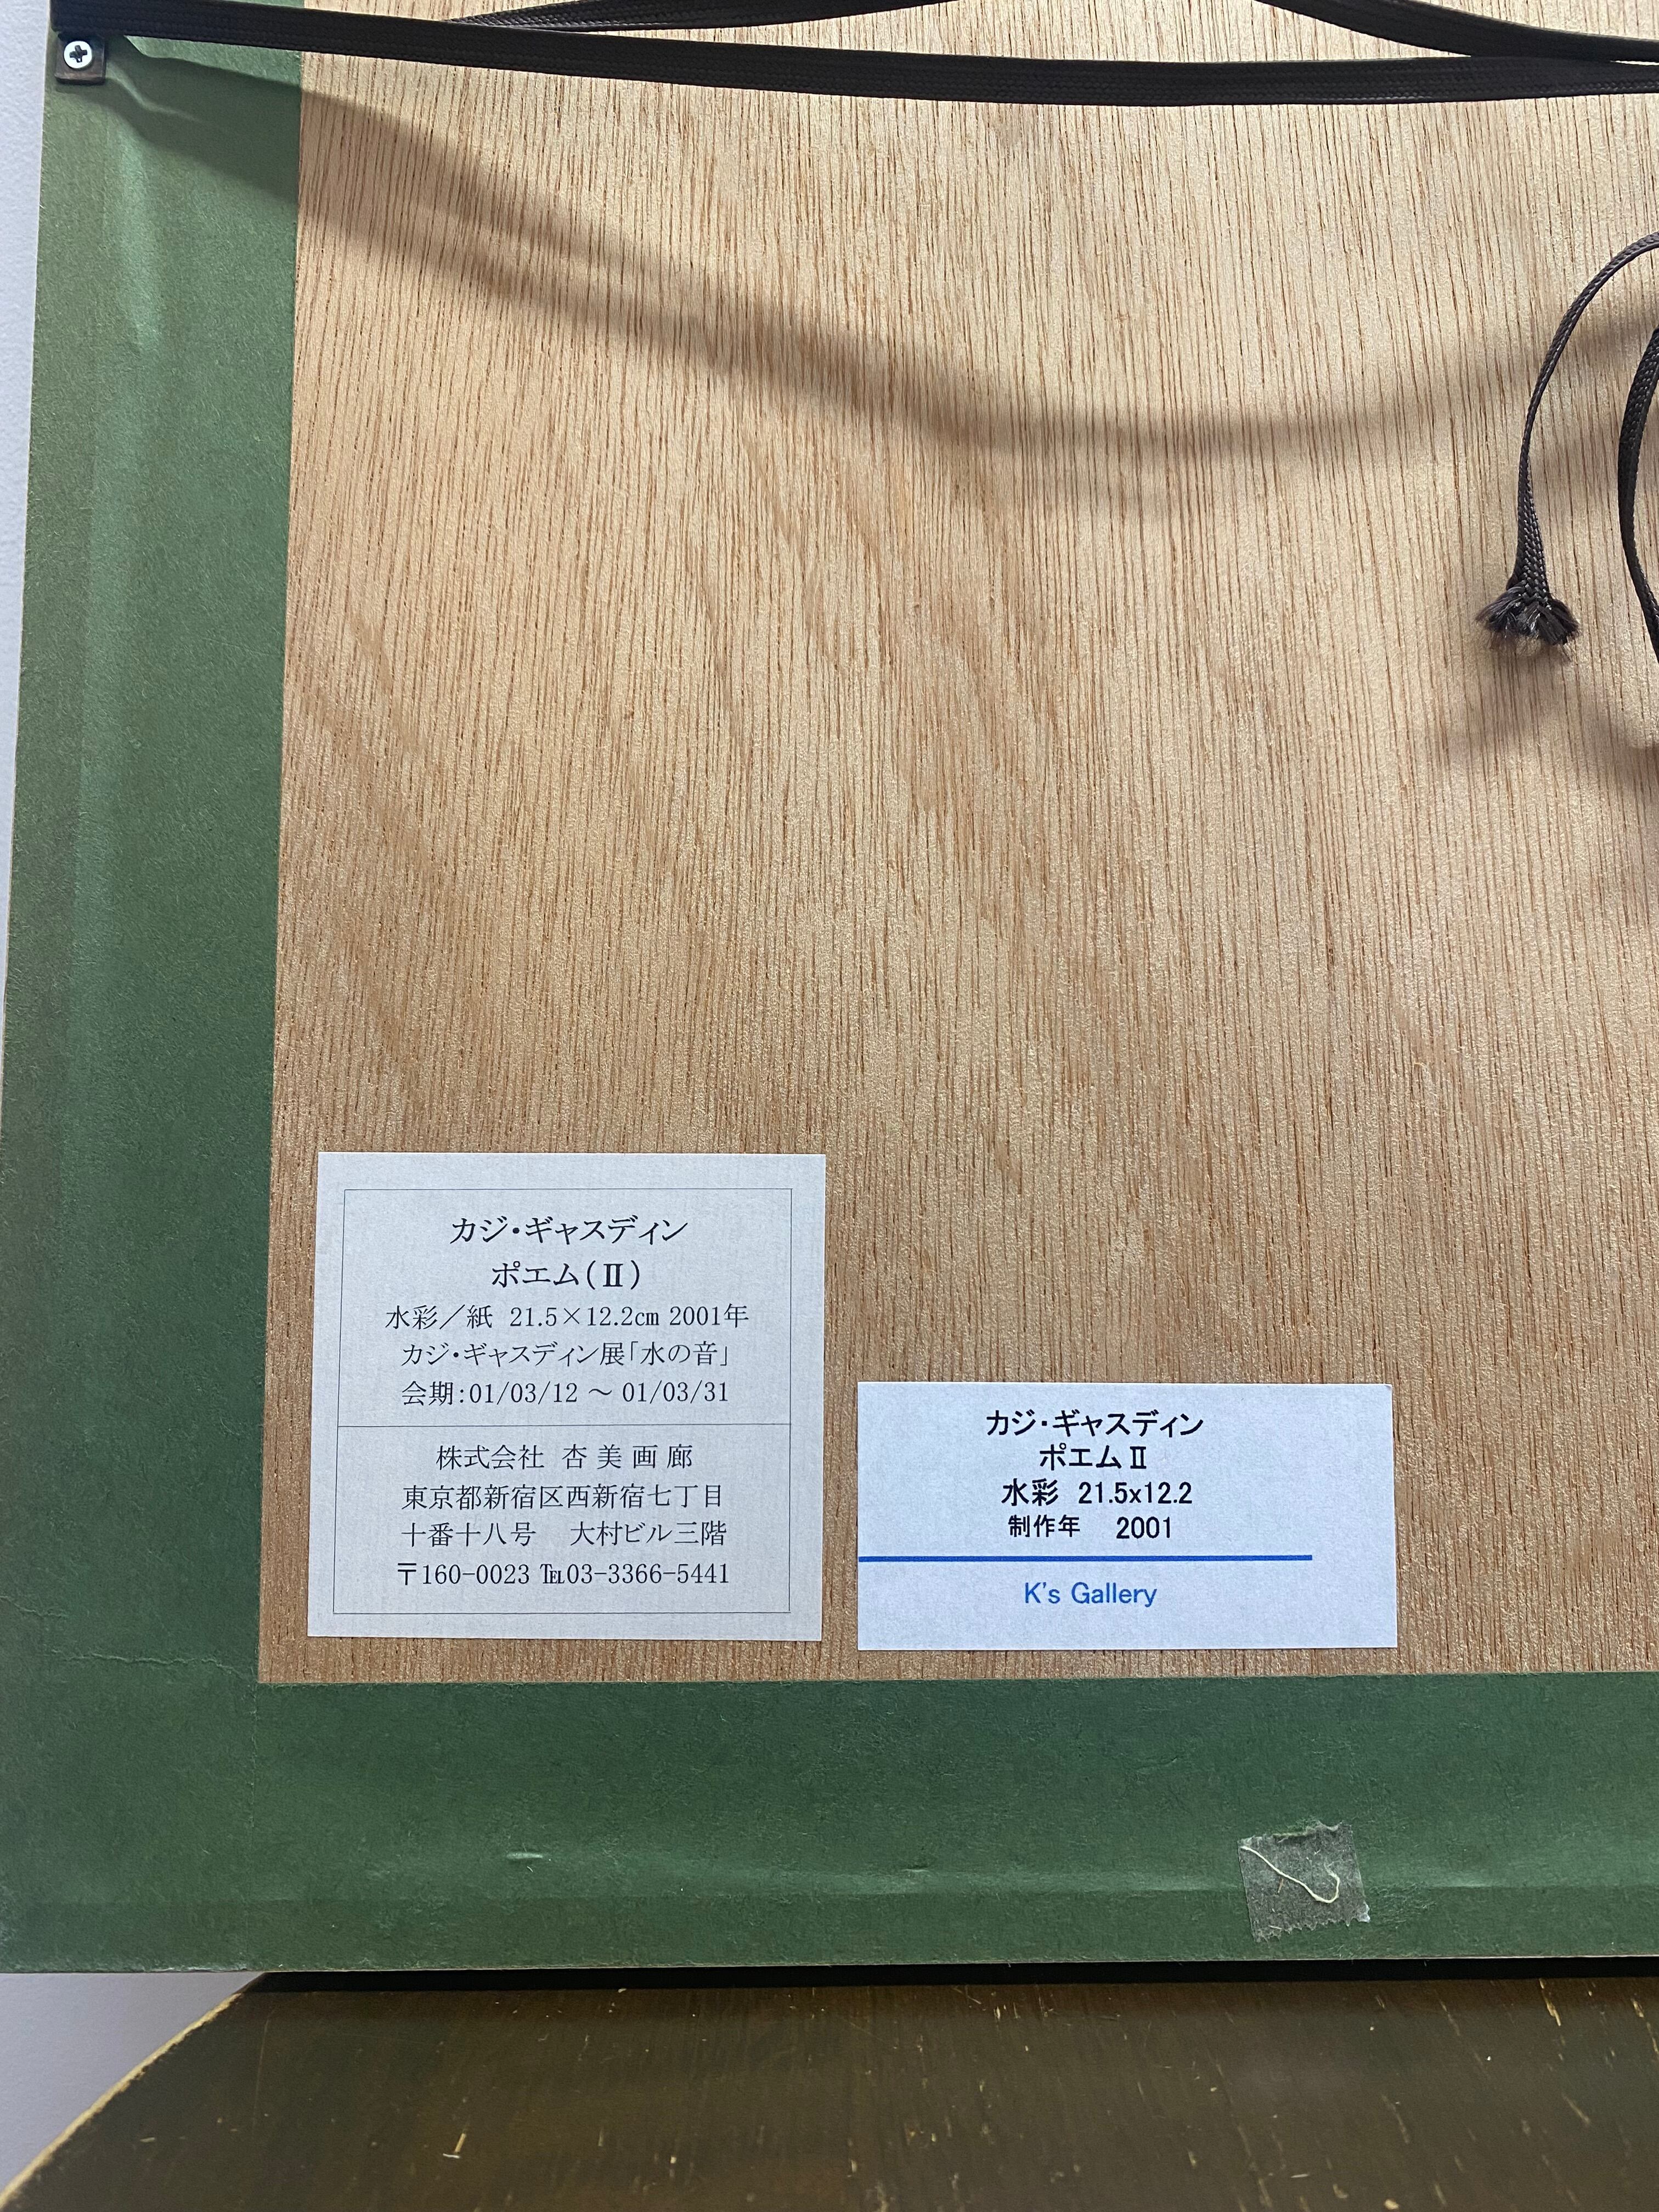 カジ・ギャスディン
ポエム(Ⅱ)
水彩／紙 21.5×12.2㎝ 2001年
カジ・ギャスディン展「水の音」
会期:01/03/12 ～ 01/03/31
株式会社 杏美画廊
東京都新宿区西新宿七丁目
十番十八号 大村ビル三階
〒160-0023 ℡03-3366-5441
カジ・ギャスディン
ポエムⅡ
水彩 21.5x12.2
制作年 2001
K's Gallery